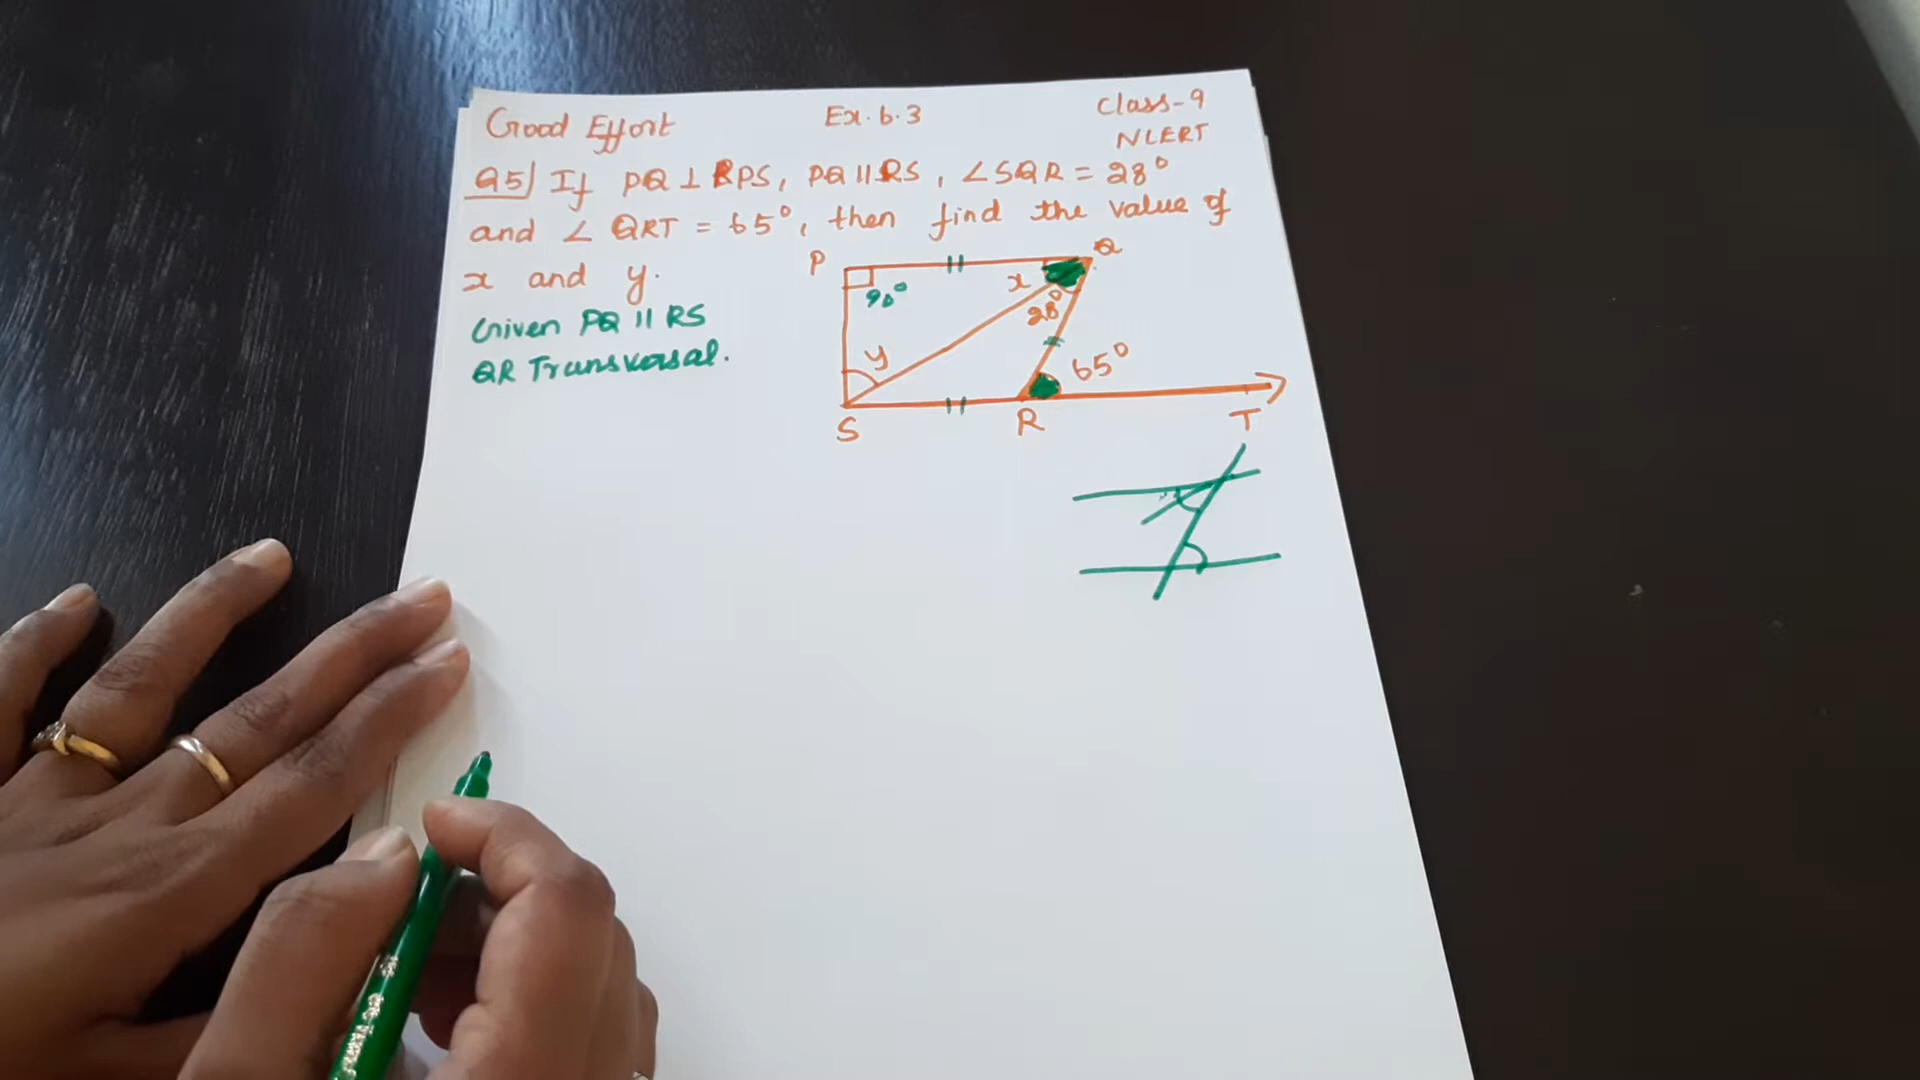 Good Effort Ex. 6.3 Class-9
NCERT
Q5) If PQ ⊥ PS, PQ || RS, ∠SQR = 28°
and ∠QRT = 65°, then find the value of
x and y.
Given PQ || RS
QR Transversal.
P Q
90° x
28°
y 65°
S R T